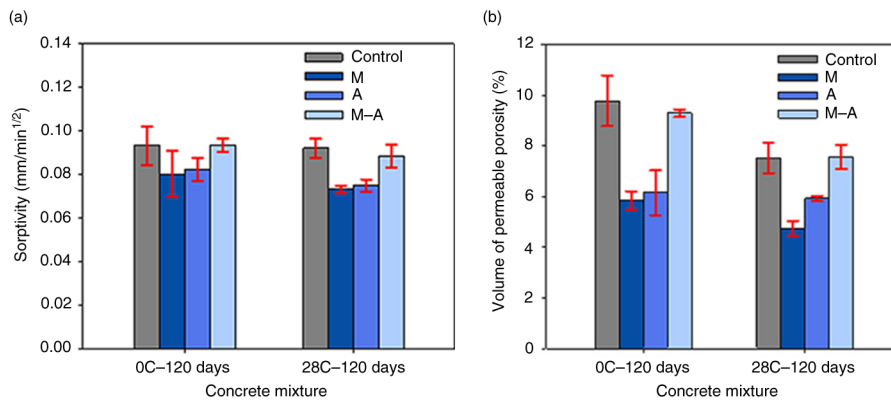 (a)
Sorptivity (mm/min1/2)
0.14
0.12
0.10
0.08
0.06
0.04
0.02
0.00
Control
M
A
M–A
0C–120 days 28C–120 days
Concrete mixture
(b)
Volume of permeable porosity (%)
12
10
8
6
4
2
0
Control
M
A
M–A
0C–120 days 28C–120 days
Concrete mixture